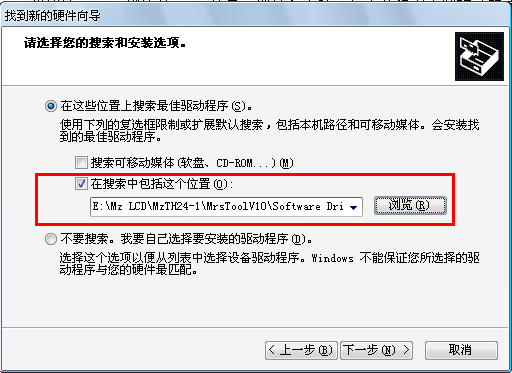 找到新的硬件向导
请选择您的搜索和安装选项。
在这些位置上搜索最佳驱动程序(S)。
使用下列的复选框限制或扩展默认搜索，包括本机路径和可移动媒体。会安装找
到的最佳驱动程序。
搜索可移动媒体(软盘、CD-ROM...)(M)
在搜索中包括这个位置(O):
E:\Mz LCD\MzTH24-1\MrsToolV10\Software Dri
浏览(R)
不要搜索。我要自己选择要安装的驱动程序(D)。
选择这个选项以便从列表中选择设备驱动程序。Windows 不能保证您所选择的驱
动程序与您的硬件最匹配。
< 上一步(B) 下一步(N) > 取消